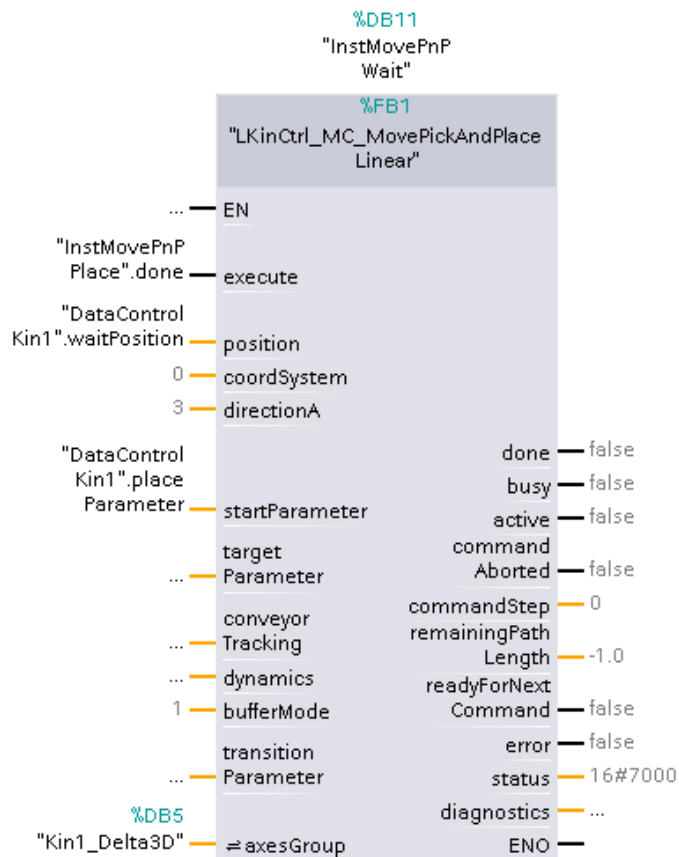 %DB11
"InstMovePnP
Wait"
%FB1
"LKinCtrl_MC_MovePickAndPlace
Linear"
... EN
"InstMovePnP
Place".done execute
"DataControl
Kin1".waitPosition position
0 coordSystem
3 directionA
"DataControl
Kin1".place
Parameter startParameter
target
... Parameter
conveyor
... Tracking
... dynamics
1 bufferMode
transition
... Parameter
%DB5
"Kin1_Delta3D" ⇌ axesGroup
done false
busy false
active false
command
Aborted false
commandStep 0
remainingPath
Length -1.0
readyForNext
Command false
error false
status 16#7000
diagnostics ...
ENO